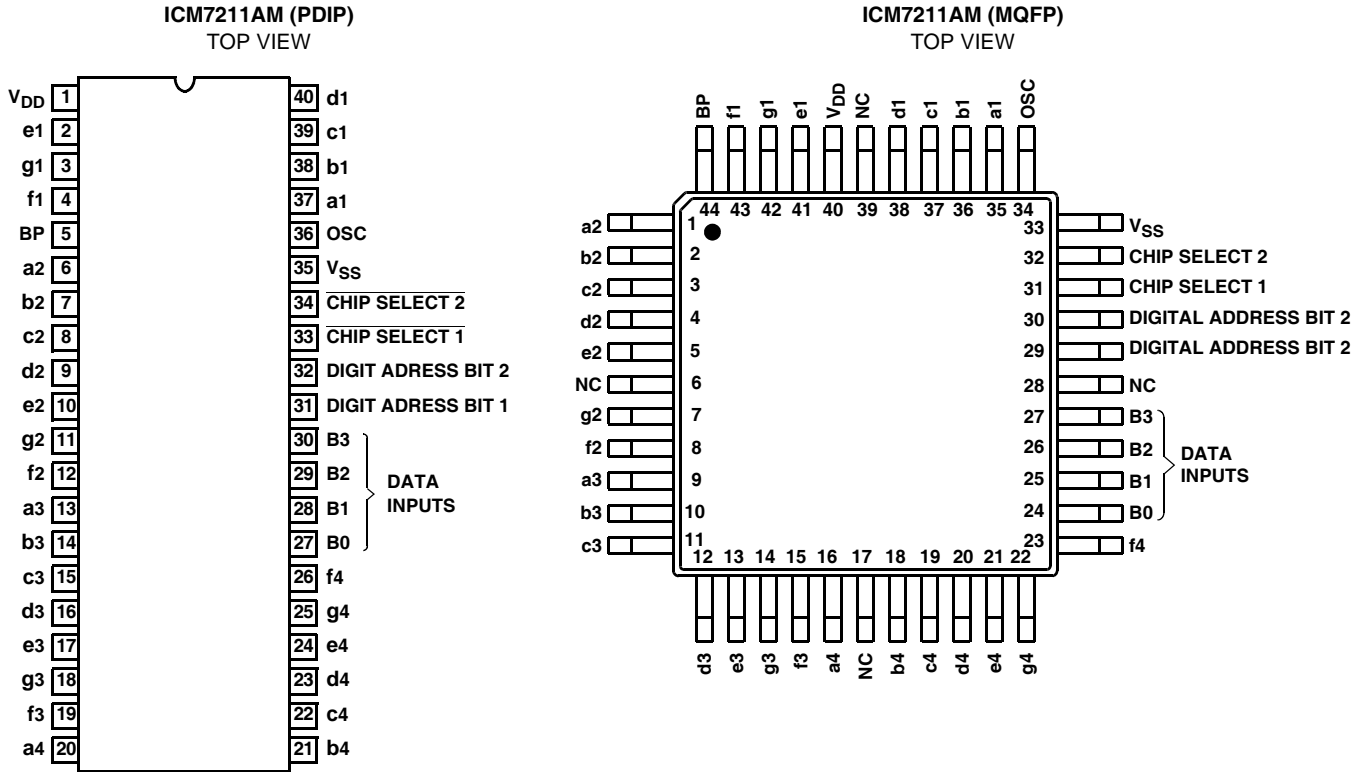 ICM7211AM (PDIP)
TOP VIEW
VDD 1
e1 2
g1 3
f1 4
BP 5
a2 6
b2 7
c2 8
d2 9
e2 10
g2 11
f2 12
a3 13
b3 14
c3 15
d3 16
e3 17
g3 18
f3 19
a4 20
40 d1
39 c1
38 b1
37 a1
36 OSC
35 VSS
34 CHIP SELECT 2
33 CHIP SELECT 1
32 DIGIT ADRESS BIT 2
31 DIGIT ADRESS BIT 1
30 B3
29 B2
28 B1
27 B0
DATA
INPUTS
26 f4
25 g4
24 e4
23 d4
22 c4
21 b4
ICM7211AM (MQFP)
TOP VIEW
BP f1 g1 e1 VDD NC d1 c1 b1 a1 OSC
44 43 42 41 40 39 38 37 36 35 34
a2 1
b2 2
c2 3
d2 4
e2 5
NC 6
g2 7
f2 8
a3 9
b3 10
c3 11
33 VSS
32 CHIP SELECT 2
31 CHIP SELECT 1
30 DIGITAL ADDRESS BIT 2
29 DIGITAL ADDRESS BIT 2
28 NC
27 B3
26 B2
25 B1
24 B0
DATA
INPUTS
23 f4
12 13 14 15 16 17 18 19 20 21 22
d3 e3 g3 f3 a4 NC b4 c4 d4 e4 g4